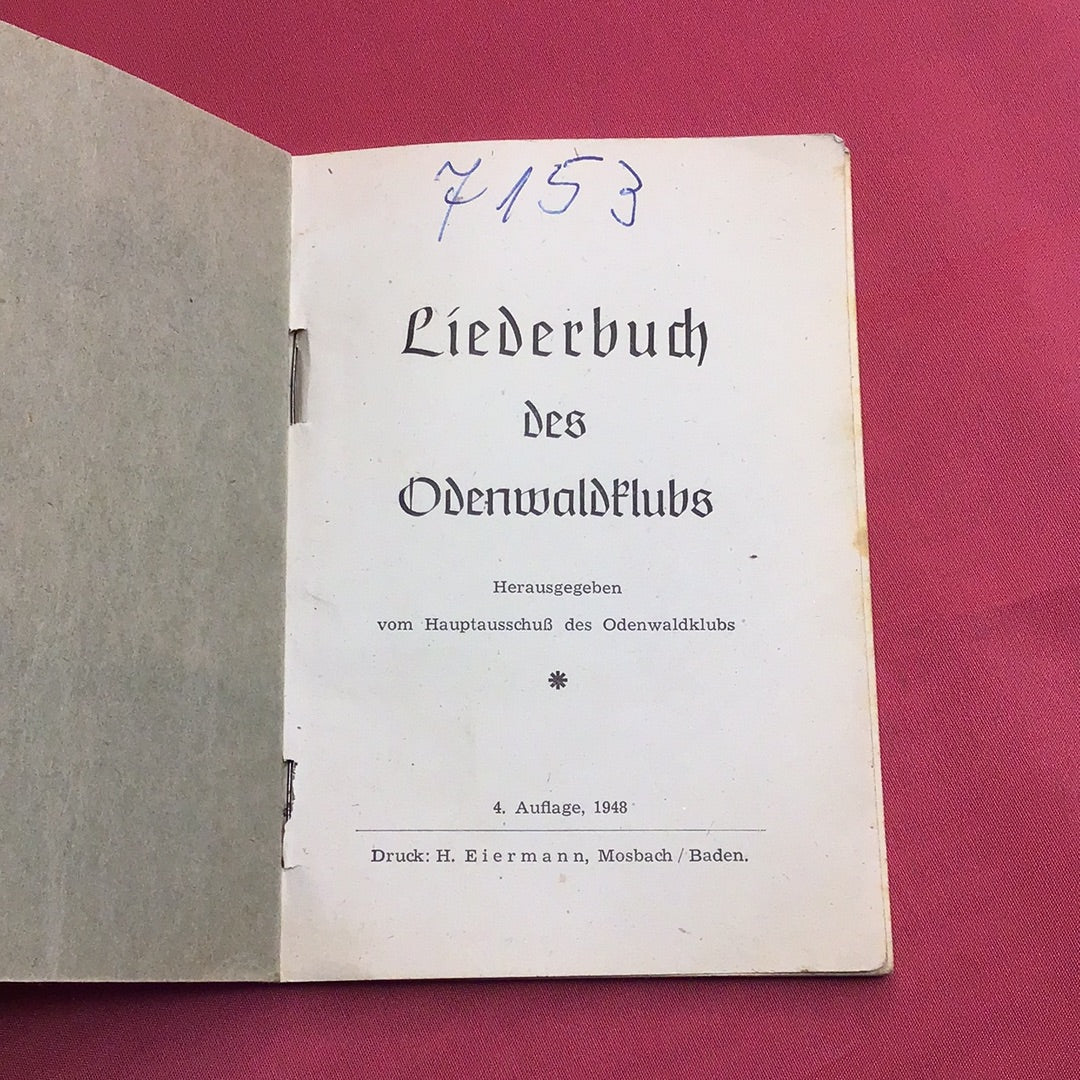 7153
Liederbuch
des
Odenwaldklubs
Herausgegeben
vom Hauptausschuß des Odenwaldklubs
*
4. Auflage, 1948
Druck: H. Eiermann, Mosbach / Baden.